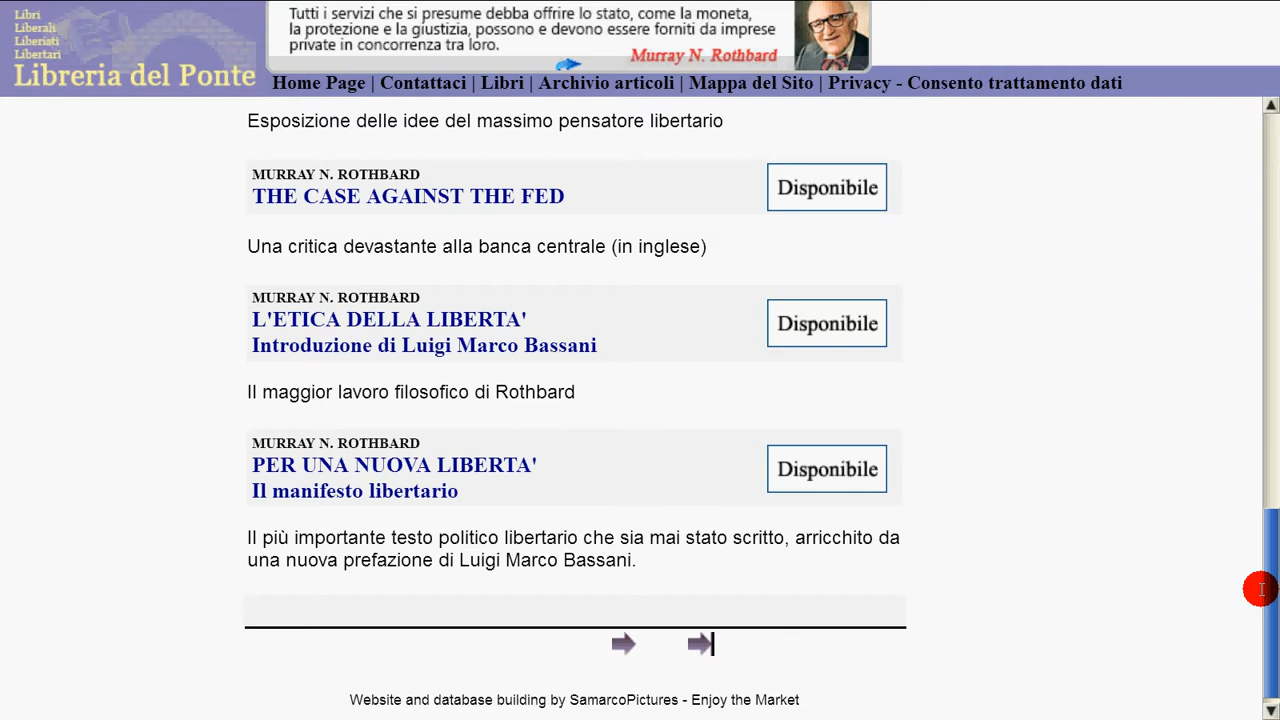 Libri
Liberali
Liberisti
Libertari
Libreria del Ponte
Tutti i servizi che si presume debba offrire lo stato, come la moneta,
la protezione e la giustizia, possono e devono essere forniti da imprese
private in concorrenza tra loro.
Murray N. Rothbard
Home Page | Contattaci | Libri | Archivio articoli | Mappa del Sito | Privacy - Consento trattamento dati
Esposizione delle idee del massimo pensatore libertario
MURRAY N. ROTHBARD
THE CASE AGAINST THE FED
Disponibile
Una critica devastante alla banca centrale (in inglese)
MURRAY N. ROTHBARD
L'ETICA DELLA LIBERTA'
Introduzione di Luigi Marco Bassani
Disponibile
Il maggior lavoro filosofico di Rothbard
MURRAY N. ROTHBARD
PER UNA NUOVA LIBERTA'
Il manifesto libertario
Disponibile
Il più importante testo politico libertario che sia mai stato scritto, arricchito da
una nuova prefazione di Luigi Marco Bassani.
Website and database building by SamarcoPictures - Enjoy the Market